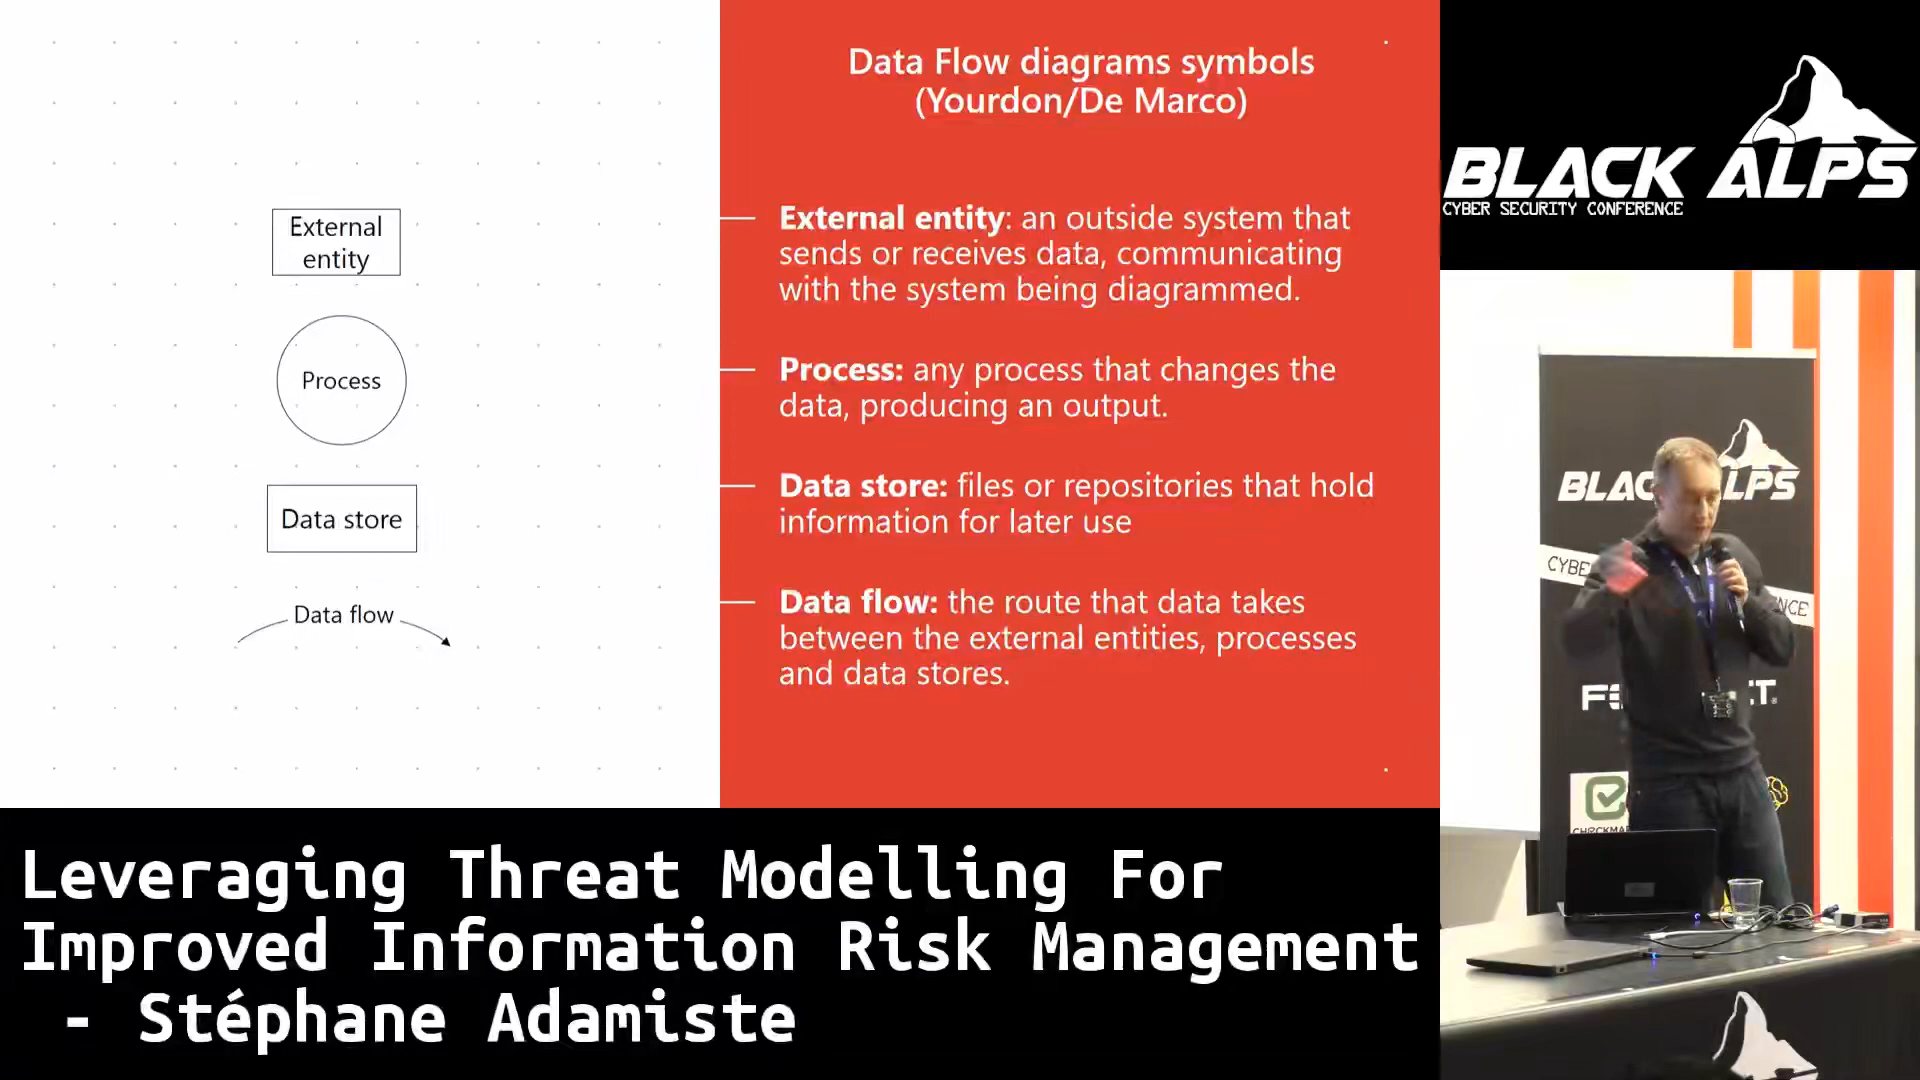 External
entity
Process
Data store
Data flow
Data Flow diagrams symbols
(Yourdon/De Marco)
External entity: an outside system that
sends or receives data, communicating
with the system being diagrammed.
Process: any process that changes the
data, producing an output.
Data store: files or repositories that hold
information for later use
Data flow: the route that data takes
between the external entities, processes
and data stores.
BLACK ALPS
CYBER SECURITY CONFERENCE
Leveraging Threat Modelling For
Improved Information Risk Management
- Stéphane Adamiste